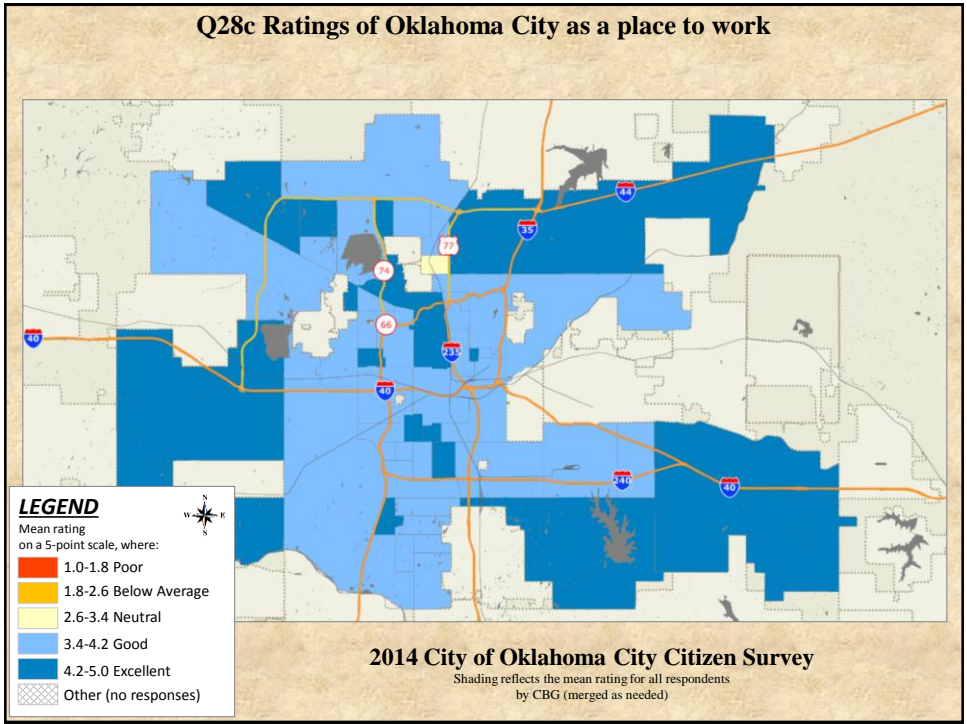 Q28c Ratings of Oklahoma City as a place to work
44
35
77
74
66
40
235
40
240
40
LEGEND
N
W E
S
Mean rating
on a 5-point scale, where:
1.0-1.8 Poor
1.8-2.6 Below Average
2.6-3.4 Neutral
3.4-4.2 Good
4.2-5.0 Excellent
Other (no responses)
2014 City of Oklahoma City Citizen Survey
Shading reflects the mean rating for all respondents
by CBG (merged as needed)